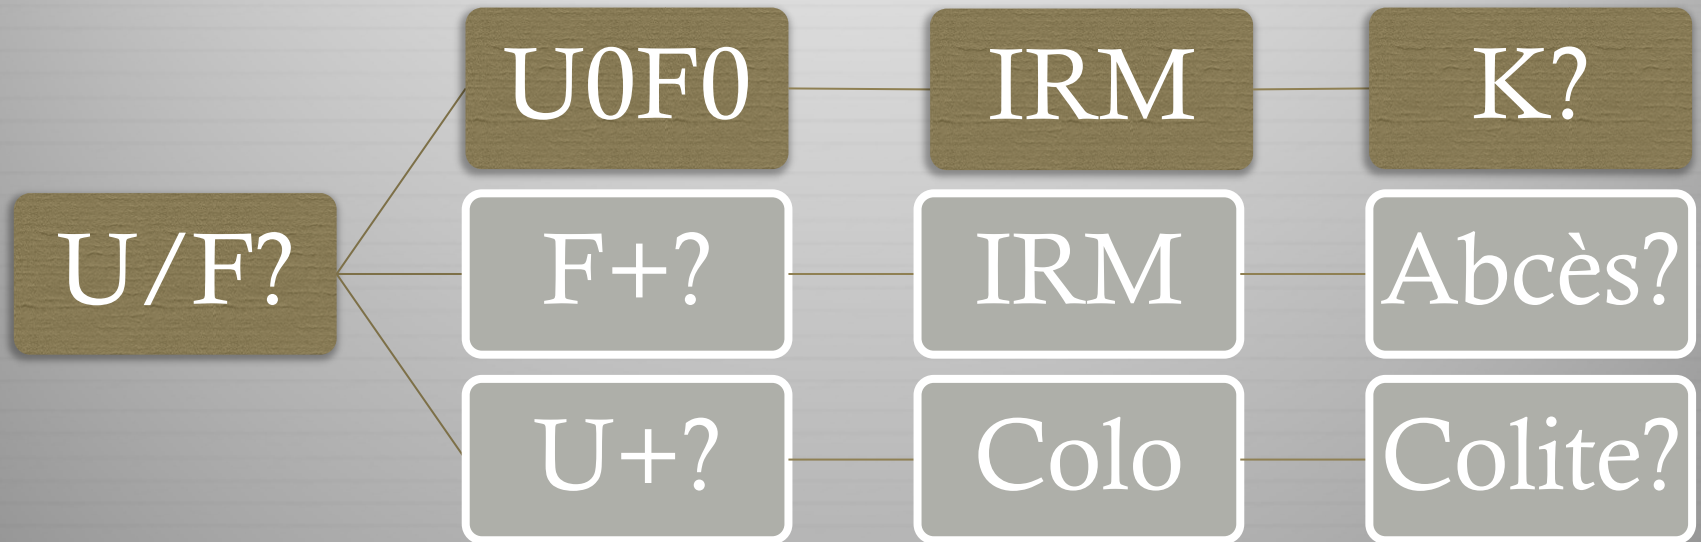 U/F?
U0F0
IRM
K?
F+?
IRM
Abcès?
U+?
Colo
Colite?